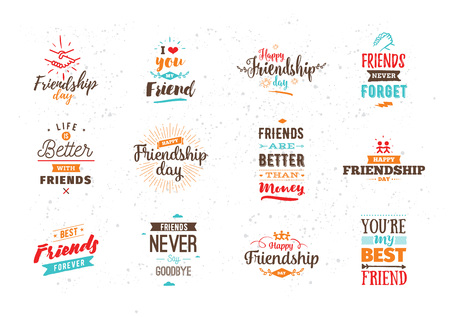 Friendship
day
I
you
my
Friend
Happy
Friendship
day
FRIENDS
NEVER
FORGET
LIFE
IS
Better
WITH
FRIENDS
HAPPY
Friendship
day
FRIENDS
ARE
BETTER
THAN
Money
HAPPY
FRIENDSHIP
DAY
BEST
Friends
FOREVER
FRIENDS
NEVER
Say
GOODBYE
Happy
Friendship
DAY
YOU'RE
my
BEST
FRIEND